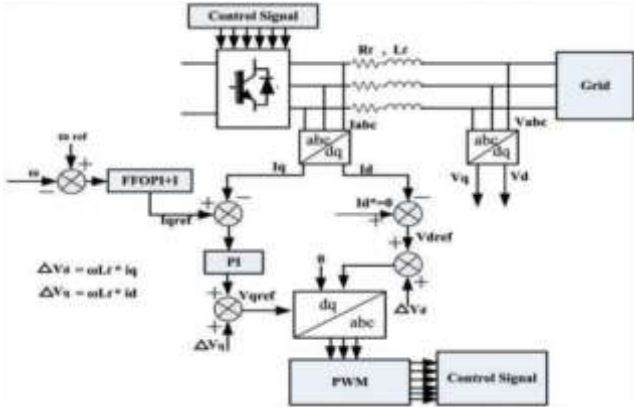 Control Signal
Rr , Lr
Grid
Iabc
Vabc
abc
dq
abc
dq
ω ref
+
Iq
Id
Vq
Vd
ω
−
FFOPI+I
+
−
−
Iqref
Id*=0
+
Vdref
PI
+
ΔVd = ωLr * iq
θ
+
ΔVq = ωLr * id
+
Vqref
dq
abc
+
ΔVd
ΔVq
PWM
Control Signal